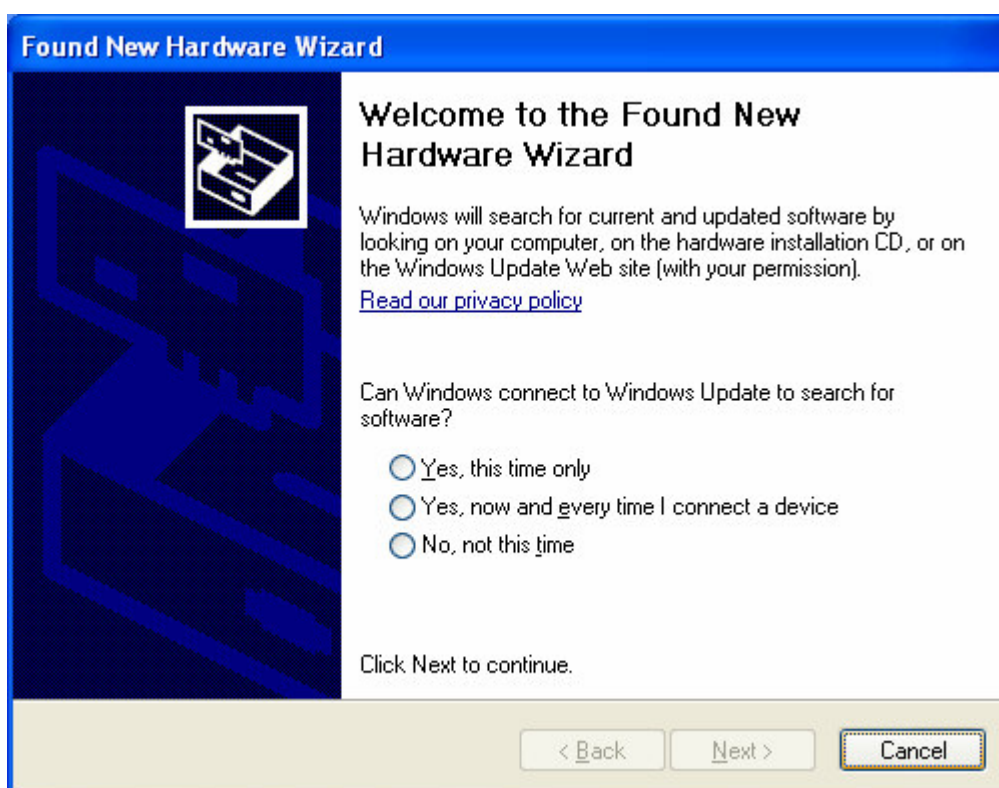 Found New Hardware Wizard
Welcome to the Found New
Hardware Wizard
Windows will search for current and updated software by
looking on your computer, on the hardware installation CD, or on
the Windows Update Web site (with your permission).
Read our privacy policy
Can Windows connect to Windows Update to search for
software?
Yes, this time only
Yes, now and every time I connect a device
No, not this time
Click Next to continue.
< Back Next > Cancel